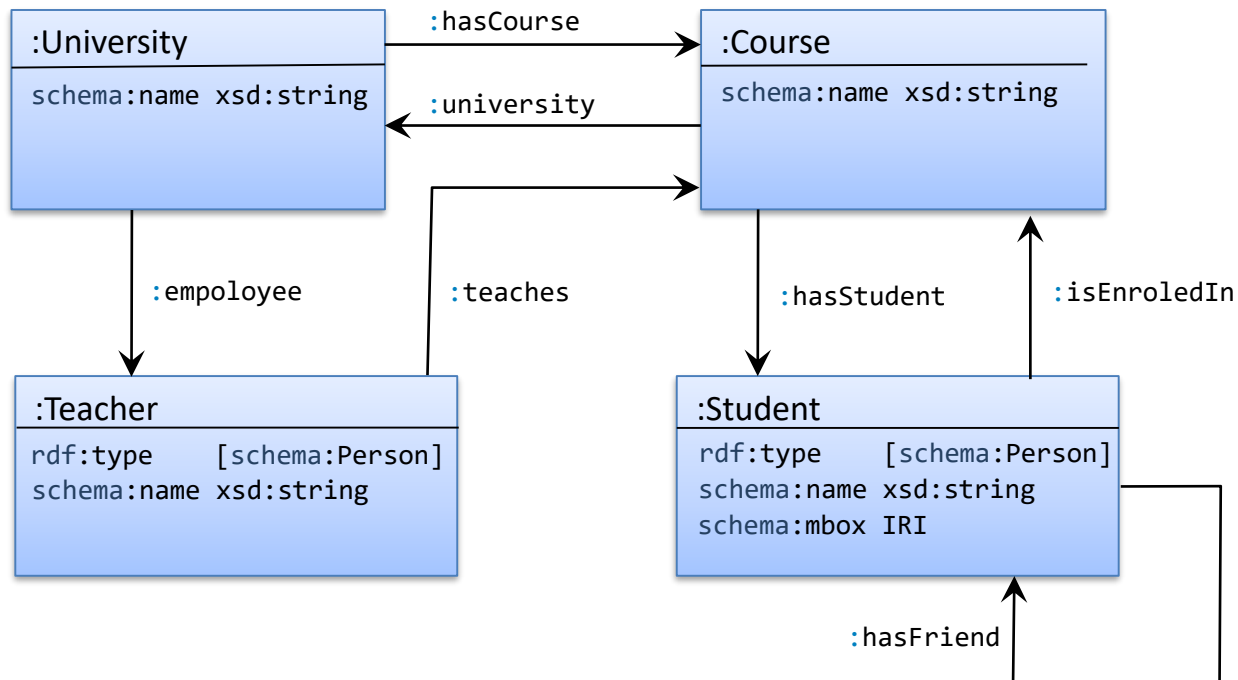 :University
schema:name xsd:string
:hasCourse
:university
:Course
schema:name xsd:string
:empoloyee
:teaches
:hasStudent
:isEnroledIn
:Teacher
rdf:type [schema:Person]
schema:name xsd:string
:Student
rdf:type [schema:Person]
schema:name xsd:string
schema:mbox IRI
:hasFriend